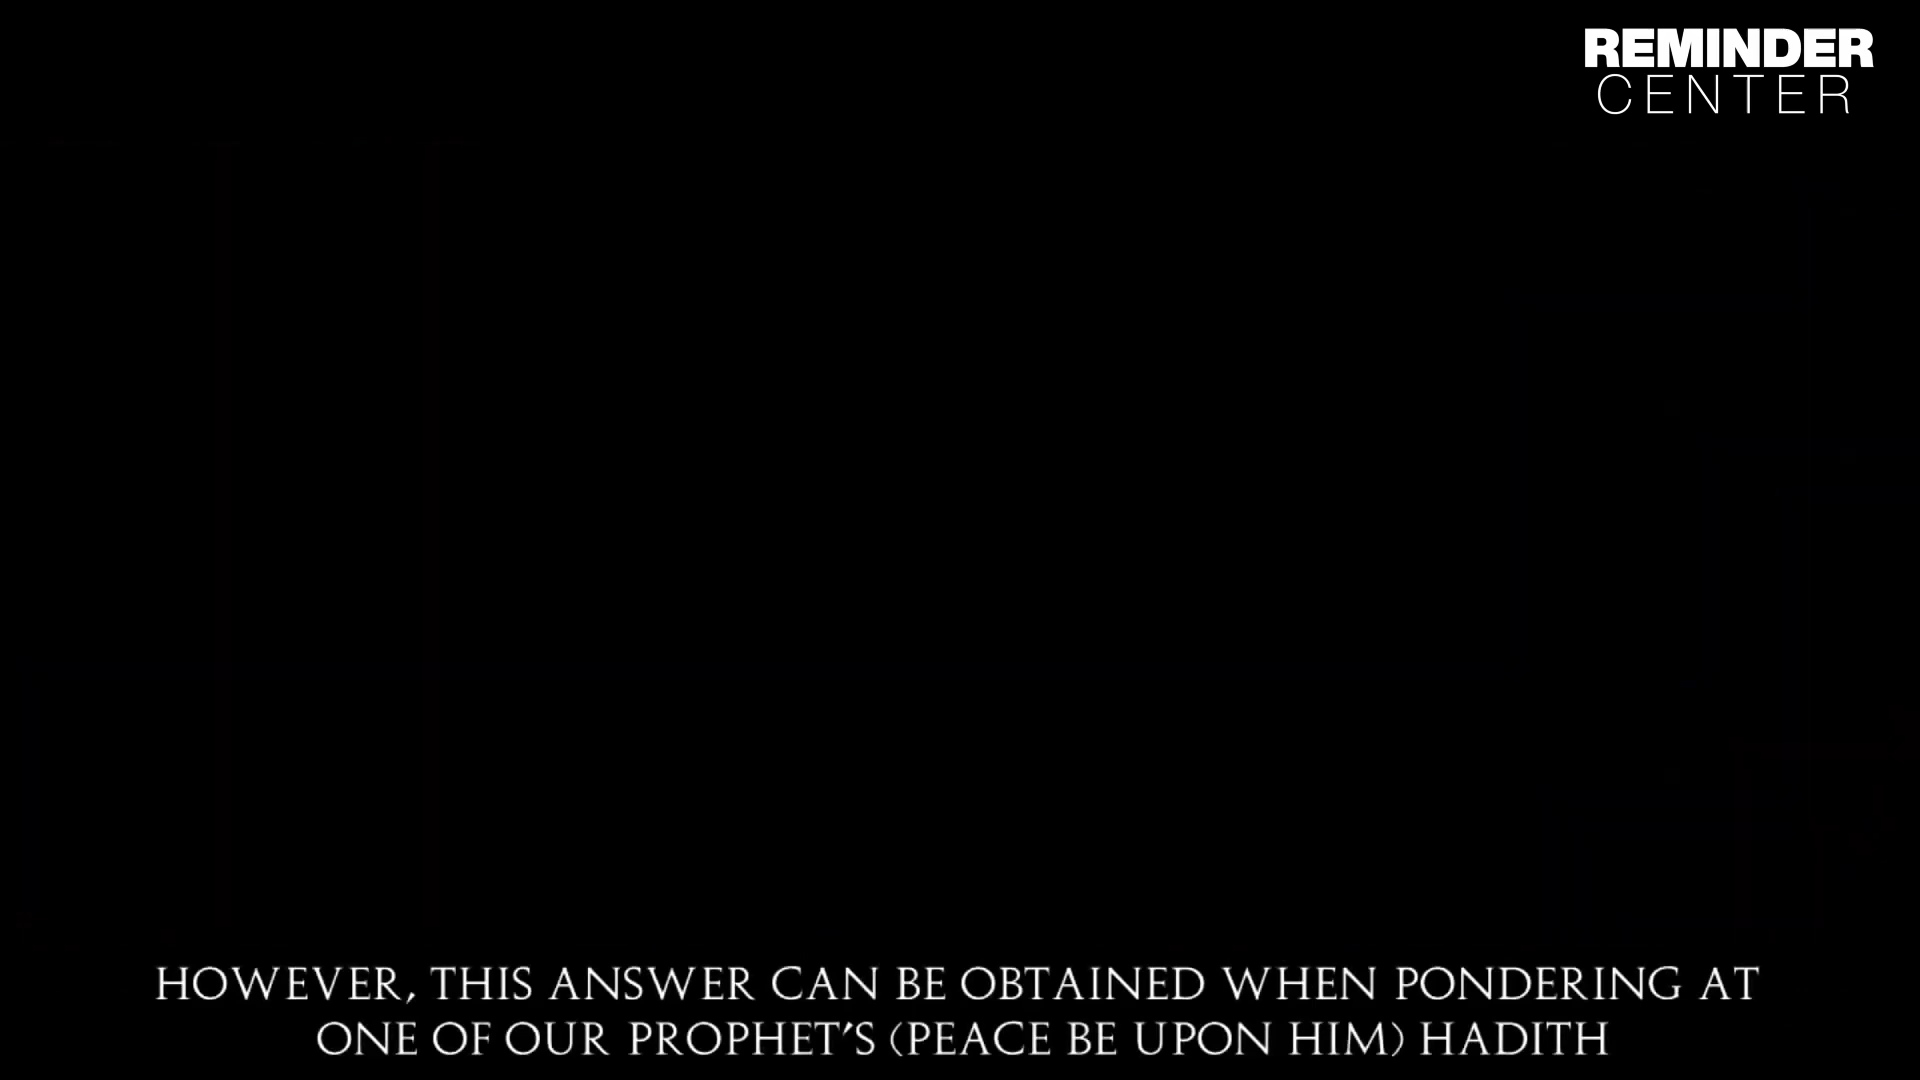 REMINDER
CENTER
HOWEVER, THIS ANSWER CAN BE OBTAINED WHEN PONDERING AT
ONE OF OUR PROPHET'S (PEACE BE UPON HIM) HADITH